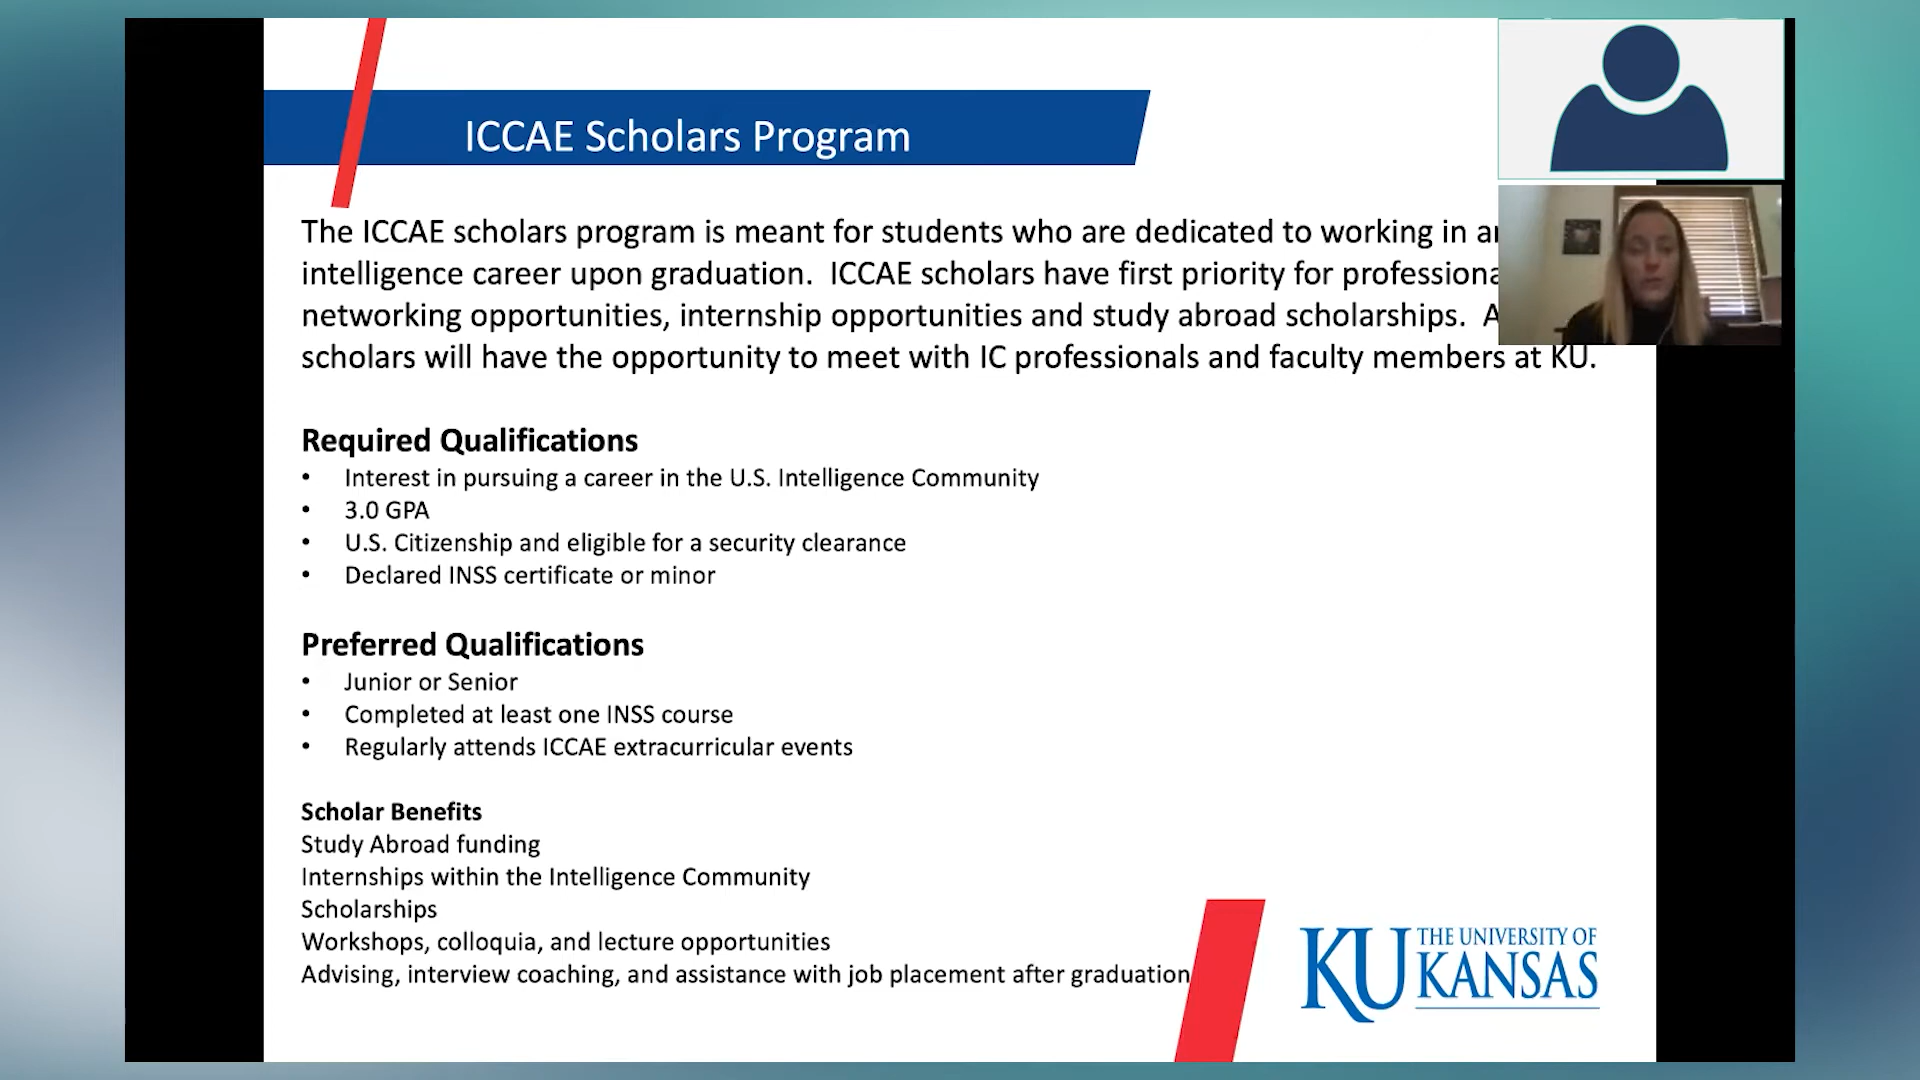 ICCAE Scholars Program
The ICCAE scholars program is meant for students who are dedicated to working in
intelligence career upon graduation. ICCAE scholars have first priority for
networking opportunities, internship opportunities and study abroad scholarships.
scholars will have the opportunity to meet with IC professionals and faculty members at KU.
Required Qualifications
• Interest in pursuing a career in the U.S. Intelligence Community
• 3.0 GPA
• U.S. Citizenship and eligible for a security clearance
• Declared INSS certificate or minor
Preferred Qualifications
• Junior or Senior
• Completed at least one INSS course
• Regularly attends ICCAE extracurricular events
Scholar Benefits
Study Abroad funding
Internships within the Intelligence Community
Scholarships
Workshops, colloquia, and lecture opportunities
Advising, interview coaching, and assistance with job placement after graduation
KU THE UNIVERSITY OF
KANSAS